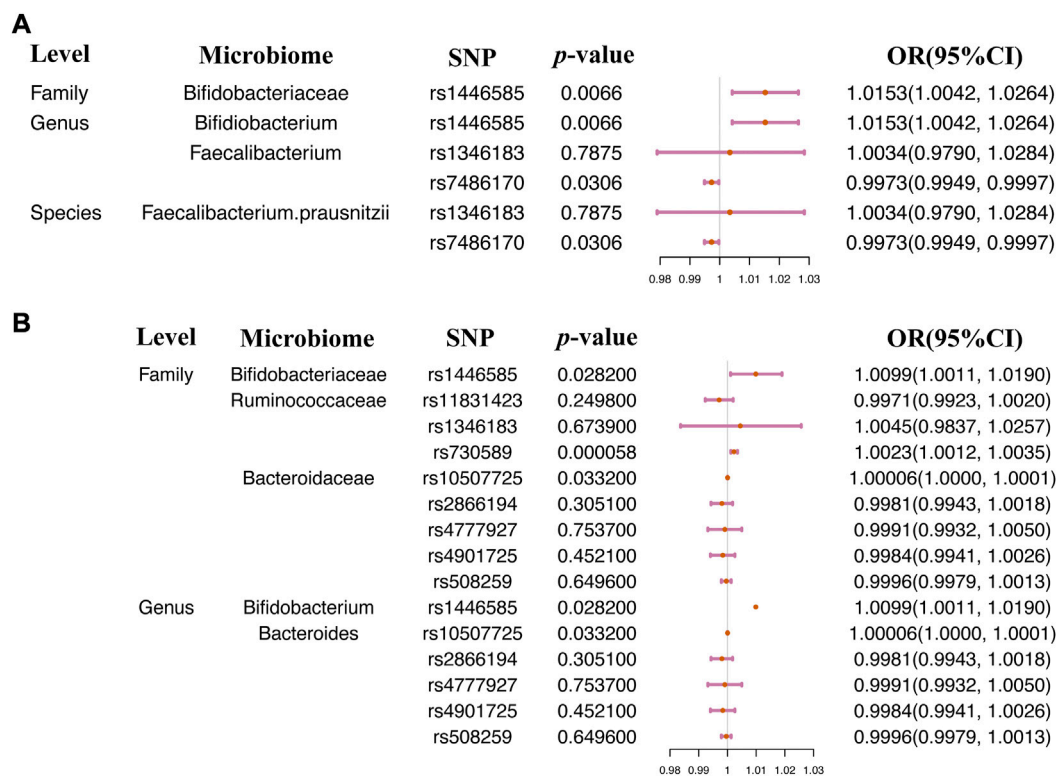 A
Level Microbiome SNP p-value OR(95%CI)
Family Bifidobacteriaceae rs1446585 0.0066 1.0153(1.0042, 1.0264)
Genus Bifidiobacterium rs1446585 0.0066 1.0153(1.0042, 1.0264)
Faecalibacterium rs1346183 0.7875 1.0034(0.9790, 1.0284)
rs7486170 0.0306 0.9973(0.9949, 0.9997)
Species Faecalibacterium.prausnitzii rs1346183 0.7875 1.0034(0.9790, 1.0284)
rs7486170 0.0306 0.9973(0.9949, 0.9997)
0.98 0.99 1 1.01 1.02 1.03
B
Level Microbiome SNP p-value OR(95%CI)
Family Bifidobacteriaceae rs1446585 0.028200 1.0099(1.0011, 1.0190)
Ruminococcaceae rs11831423 0.249800 0.9971(0.9923, 1.0020)
rs1346183 0.673900 1.0045(0.9837, 1.0257)
rs730589 0.000058 1.0023(1.0012, 1.0035)
Bacteroidaceae rs10507725 0.033200 1.00006(1.0000, 1.0001)
rs2866194 0.305100 0.9981(0.9943, 1.0018)
rs4777927 0.753700 0.9991(0.9932, 1.0050)
rs4901725 0.452100 0.9984(0.9941, 1.0026)
rs508259 0.649600 0.9996(0.9979, 1.0013)
Genus Bifidobacterium rs1446585 0.028200 1.0099(1.0011, 1.0190)
Bacteroides rs10507725 0.033200 1.00006(1.0000, 1.0001)
rs2866194 0.305100 0.9981(0.9943, 1.0018)
rs4777927 0.753700 0.9991(0.9932, 1.0050)
rs4901725 0.452100 0.9984(0.9941, 1.0026)
rs508259 0.649600 0.9996(0.9979, 1.0013)
0.98 0.99 1 1.01 1.02 1.03